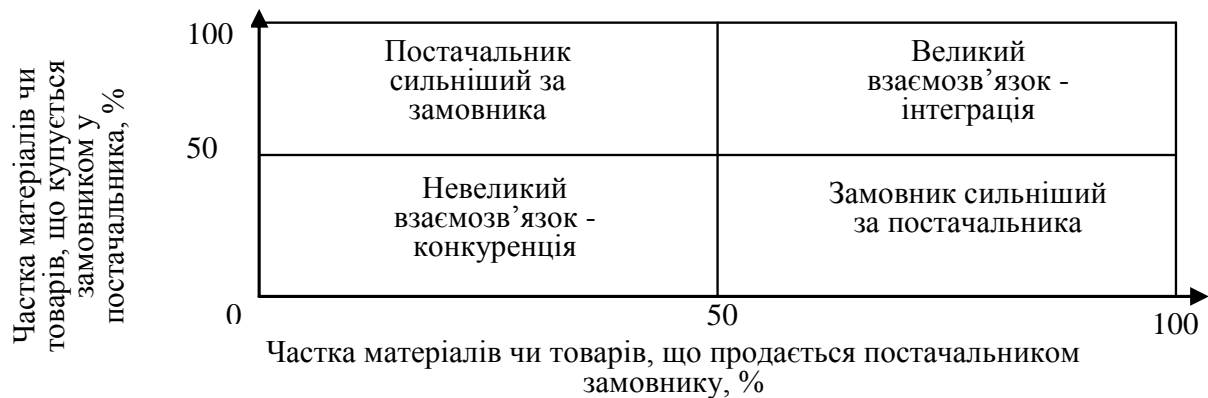 Частка матеріалів чи
товарів, що купується
замовником у
постачальника, %
100
50
0
Постачальник
сильніший за
замовника
Великий
взаємозв’язок -
інтеграція
Невеликий
взаємозв’язок -
конкуренція
Замовник сильніший
за постачальника
50
100
Частка матеріалів чи товарів, що продається постачальником
замовнику, %